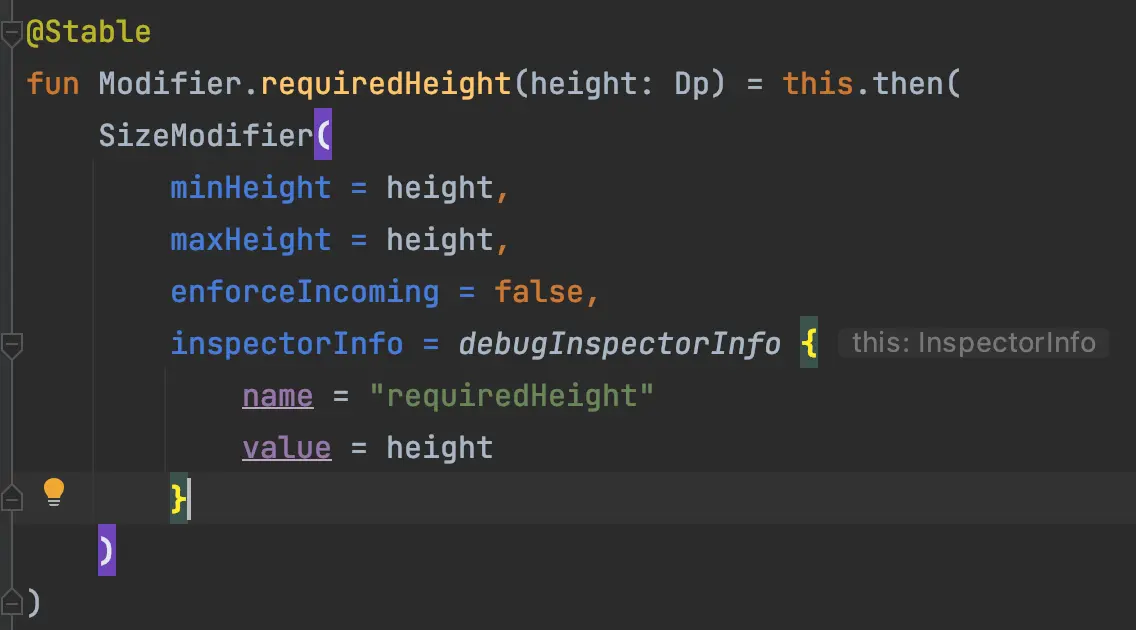 @Stable
fun Modifier.requiredHeight(height: Dp) = this.then(
    SizeModifier(
        minHeight = height,
        maxHeight = height,
        enforceIncoming = false,
        inspectorInfo = debugInspectorInfo { this: InspectorInfo
            name = "requiredHeight"
            value = height
        }
    )
)